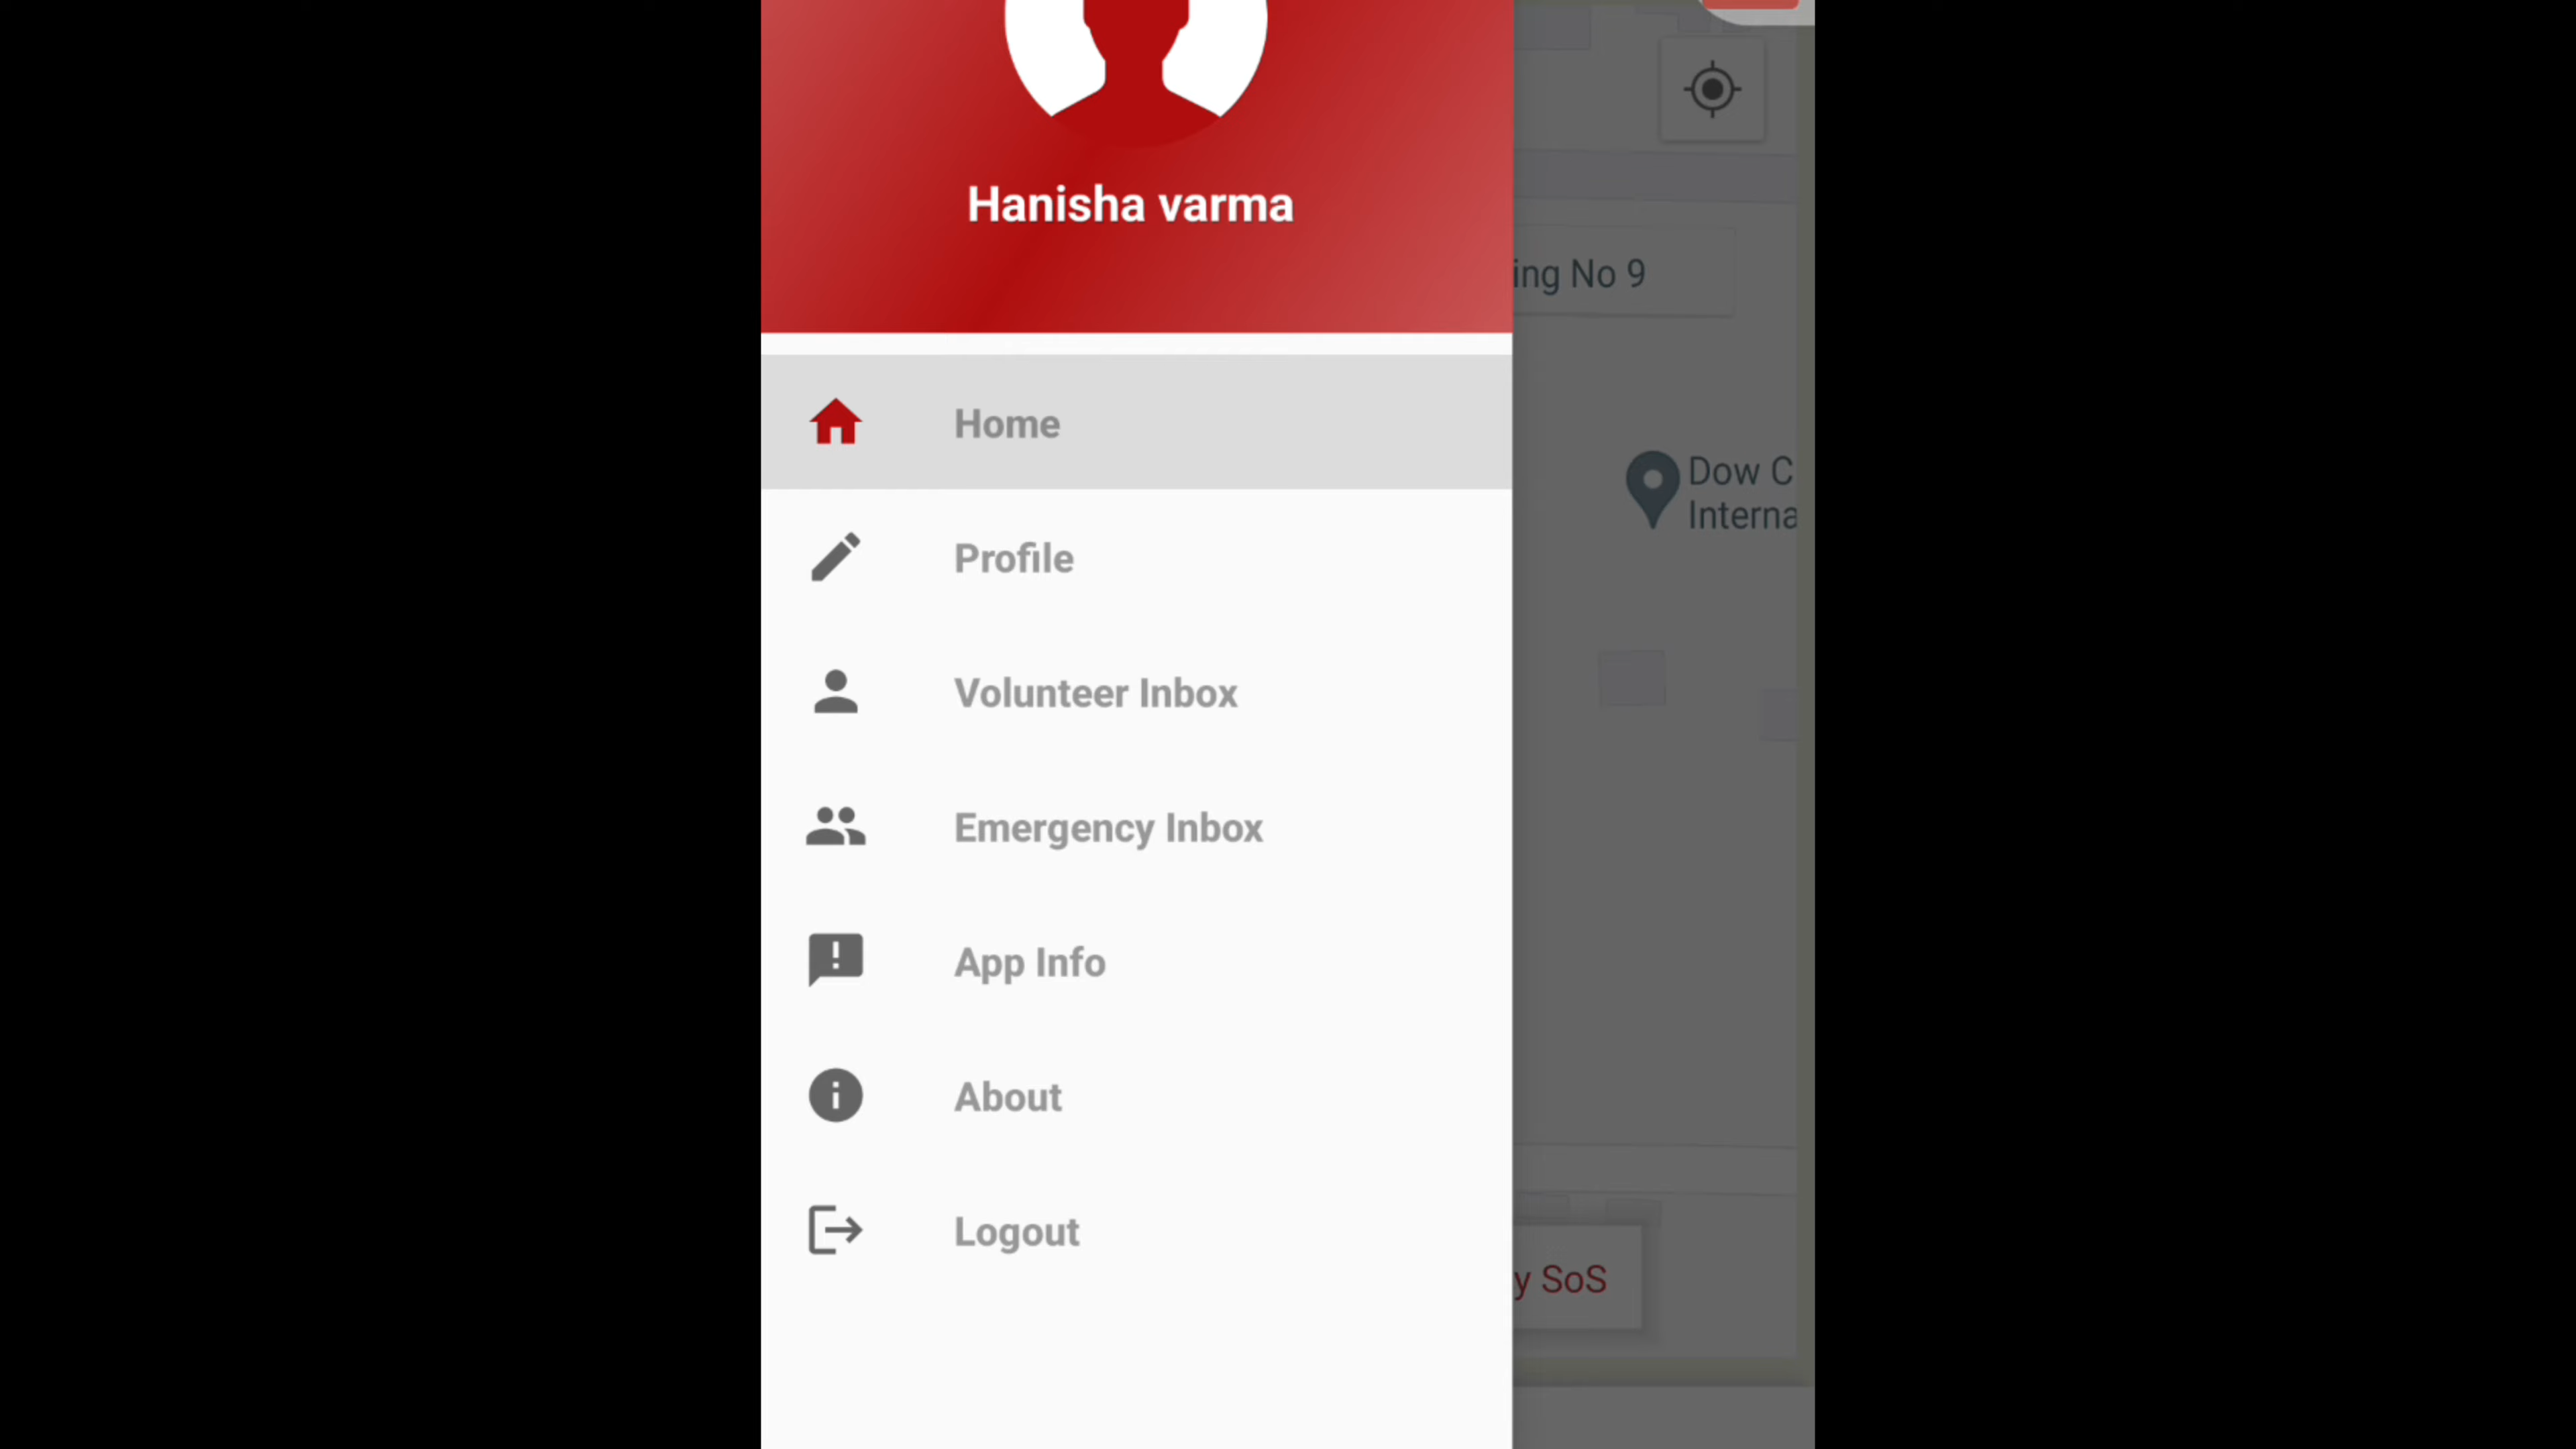 Hanisha varma
ing No 9
Home
Dow C
Interna
Profile
Volunteer Inbox
Emergency Inbox
App Info
About
Logout
y SoS